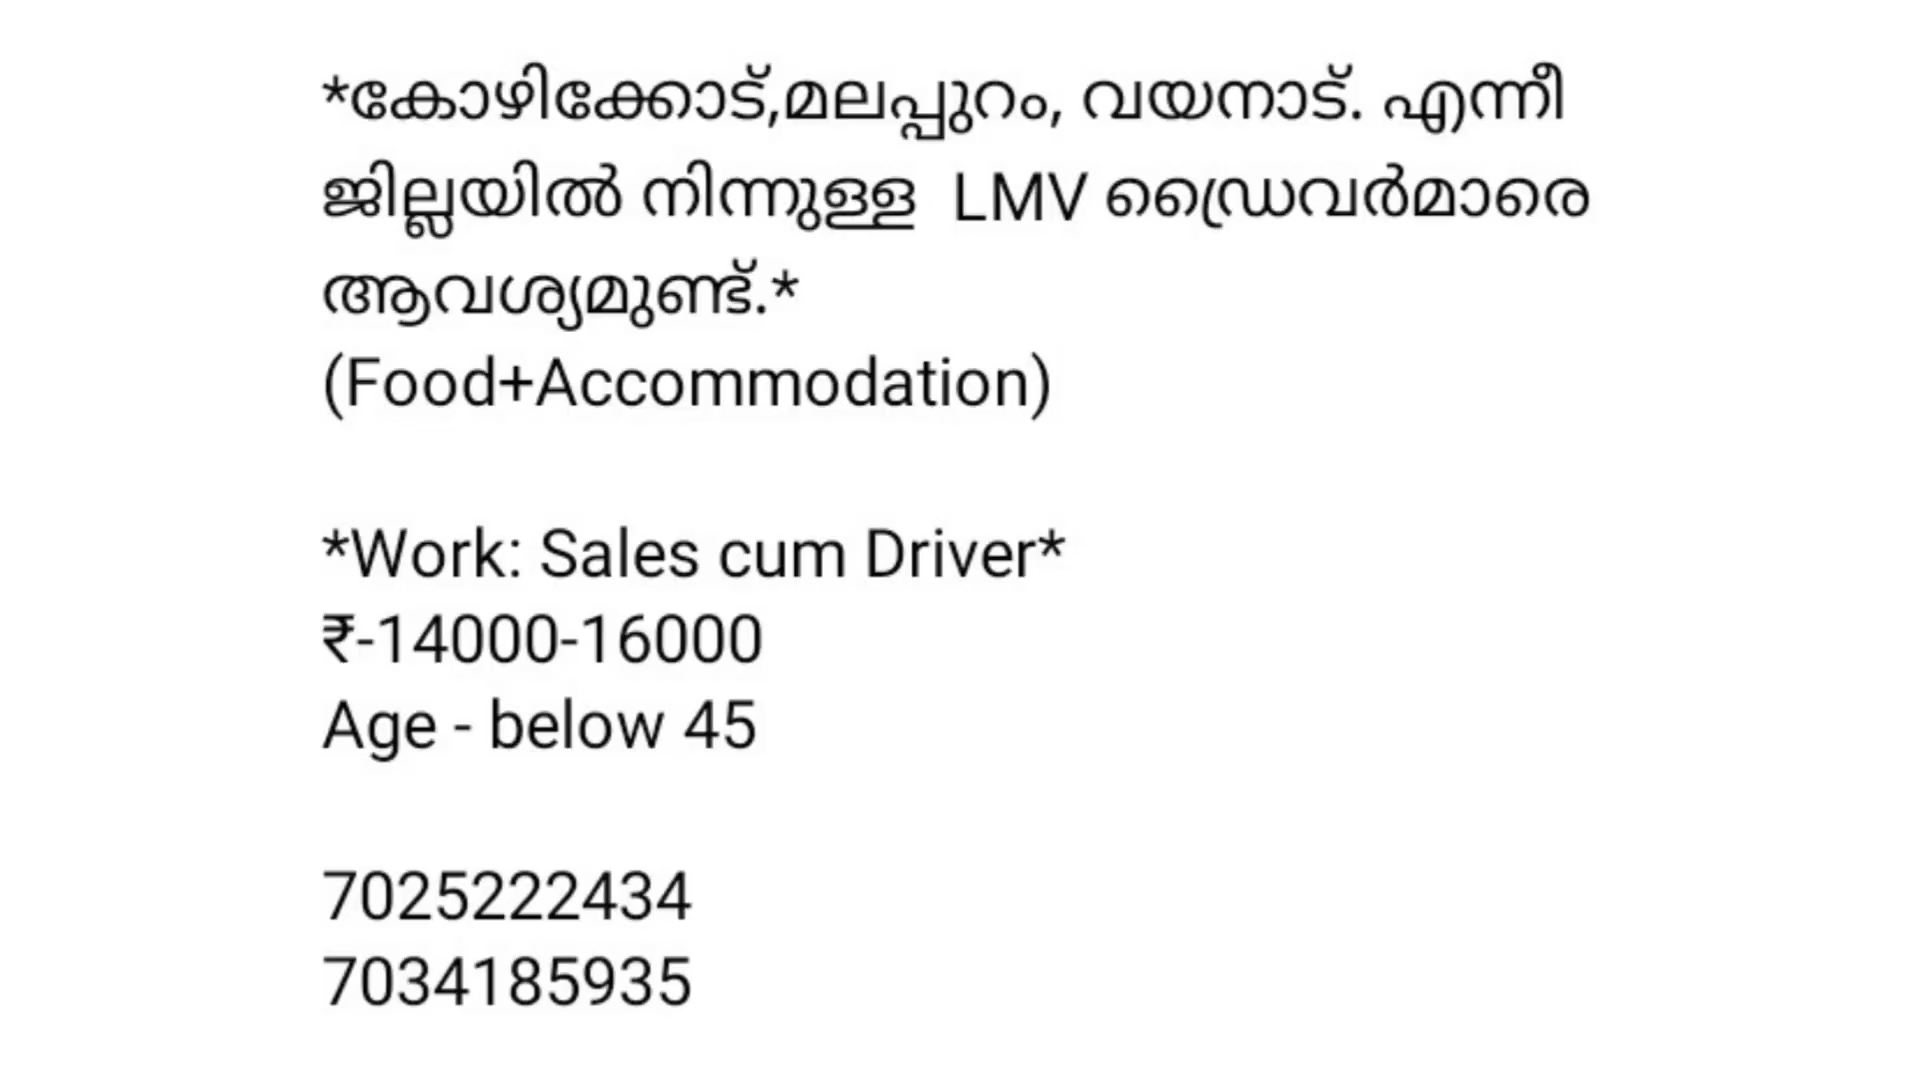 *കോഴിക്കോട്,മലപ്പുറം, വയനാട്. എന്നീ
ജില്ലയിൽ നിന്നുള്ള  LMV ഡ്രൈവർമാരെ
ആവശ്യമുണ്ട്.*
(Food+Accommodation)
*Work: Sales cum Driver*
₹-14000-16000
Age - below 45
7025222434
7034185935